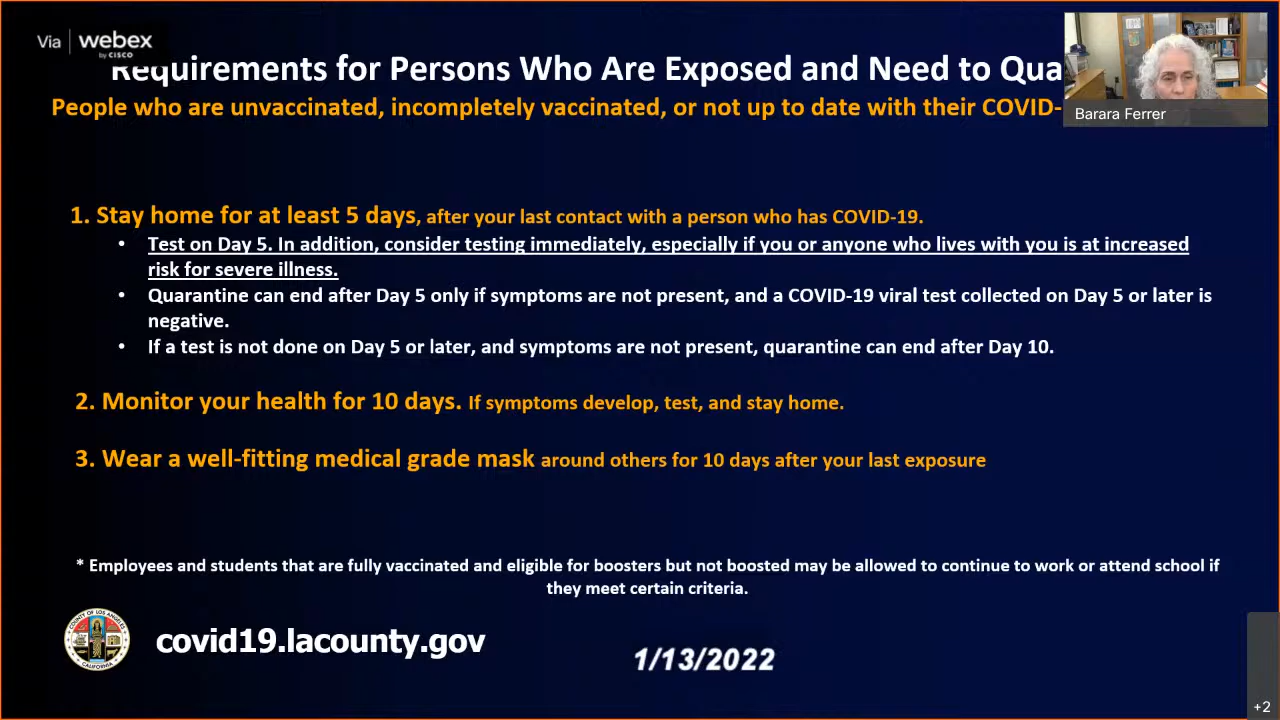 Via webex
by CISCO
Requirements for Persons Who Are Exposed and Need to Qua
People who are unvaccinated, incompletely vaccinated, or not up to date with their COVID-
Barara Ferrer
1. Stay home for at least 5 days, after your last contact with a person who has COVID-19.
• Test on Day 5. In addition, consider testing immediately, especially if you or anyone who lives with you is at increased
risk for severe illness.
• Quarantine can end after Day 5 only if symptoms are not present, and a COVID-19 viral test collected on Day 5 or later is
negative.
• If a test is not done on Day 5 or later, and symptoms are not present, quarantine can end after Day 10.
2. Monitor your health for 10 days. If symptoms develop, test, and stay home.
3. Wear a well-fitting medical grade mask around others for 10 days after your last exposure
* Employees and students that are fully vaccinated and eligible for boosters but not boosted may be allowed to continue to work or attend school if
they meet certain criteria.
COUNTY OF LOS ANGELES
CALIFORNIA
covid19.lacounty.gov
1/13/2022
+2